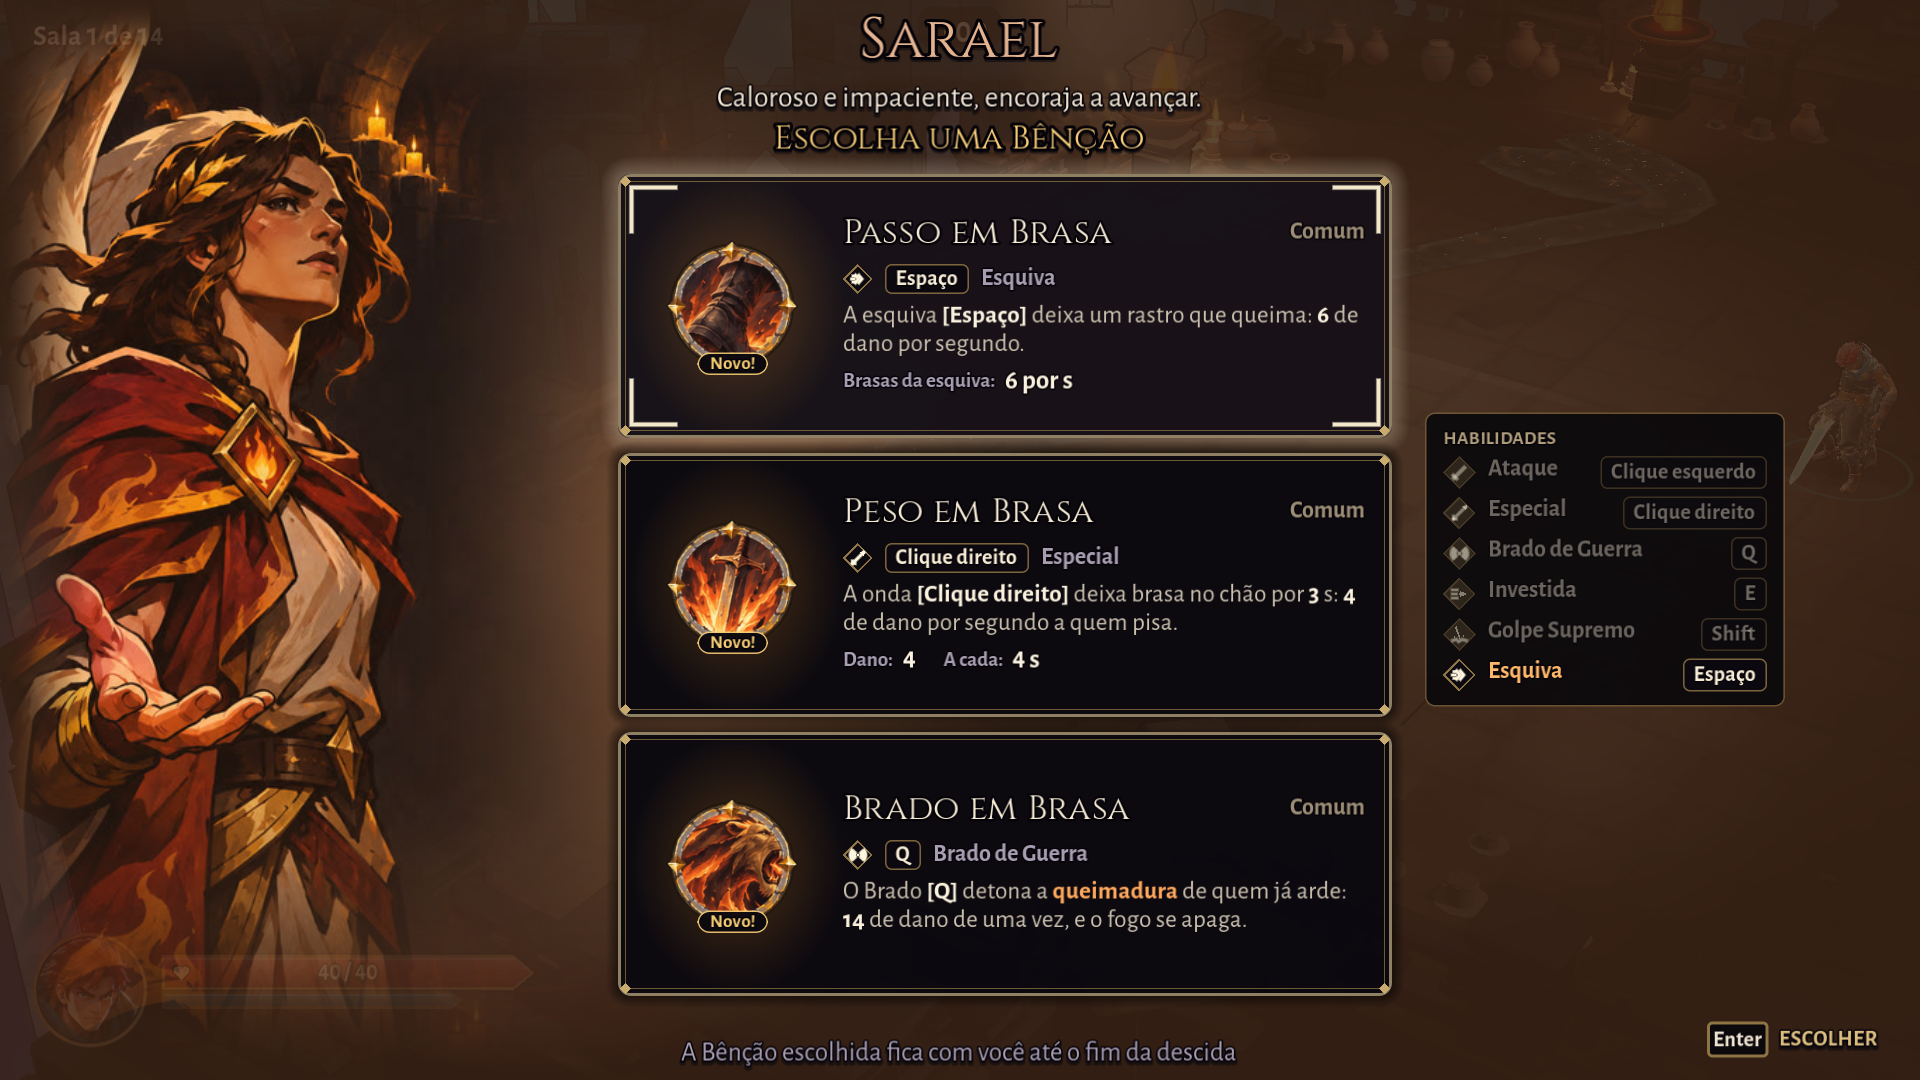 Sala 1 de 14
SARAEL
Caloroso e impaciente, encoraja a avançar.
ESCOLHA UMA BÊNÇÃO
PASSO EM BRASA
Comum
Espaço Esquiva
A esquiva [Espaço] deixa um rastro que queima: 6 de
dano por segundo.
Brasas da esquiva: 6 por s
Novo!
PESO EM BRASA
Comum
Clique direito Especial
A onda [Clique direito] deixa brasa no chão por 3 s: 4
de dano por segundo a quem pisa.
Dano: 4 A cada: 4 s
Novo!
BRADO EM BRASA
Comum
Q Brado de Guerra
O Brado [Q] detona a queimadura de quem já arde:
14 de dano de uma vez, e o fogo se apaga.
Novo!
HABILIDADES
Ataque Clique esquerdo
Especial Clique direito
Brado de Guerra Q
Investida E
Golpe Supremo Shift
Esquiva Espaço
40/40
A Bênção escolhida fica com você até o fim da descida
Enter ESCOLHER